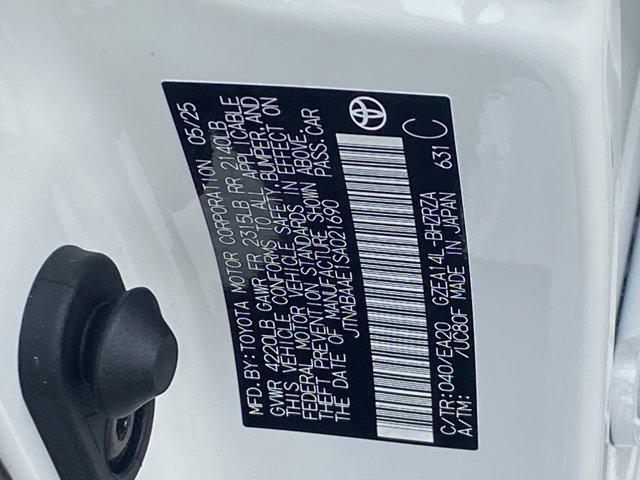 MFD.BY:TOYOTA MOTOR CORPORATION 05/25
GVWR 4220LB GAWR FR 2315LB RR 2140LB
THIS VEHICLE CONFORMS TO ALL APPLICABLE
FEDERAL MOTOR VEHICLE SAFETY, BUMPER, AND
THEFT PREVENTION STANDARDS IN EFFECT ON
THE DATE OF MANUFACTURE SHOWN ABOVE.
JTNABAAE1SA021690 PASS.CAR
C/TR:040/EA20 GZEA14L-BHZRZA 631 C
A/TM: 7UC80F MADE IN JAPAN